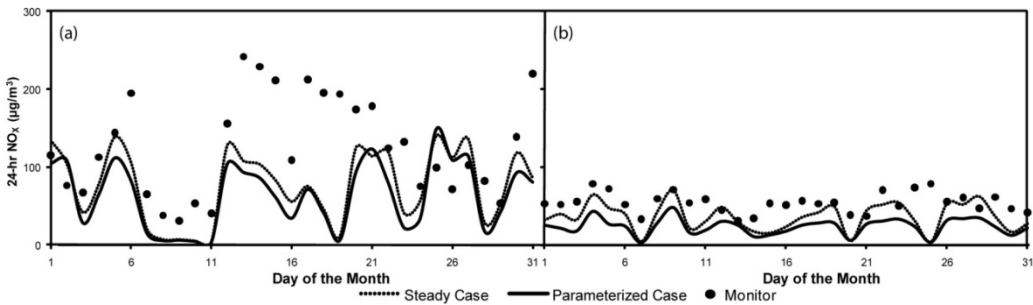 300
(a)
(b)
200
100
0
24-hr NOX (μg/m3)
1 6 11 16 21 26 31 1 6 11 16 21 26 31
Day of the Month Day of the Month
Steady Case Parameterized Case Monitor